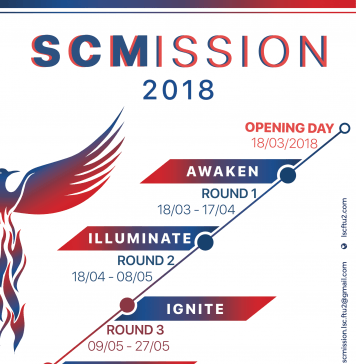 SCMISSION
2018
OPENING DAY
18/03/2018
AWAKEN
ROUND 1
18/03 - 17/04
ILLUMINATE
ROUND 2
18/04 - 08/05
IGNITE
ROUND 3
09/05 - 27/05
lscftu2.com
scmission.lsc.ftu2@gmail.com